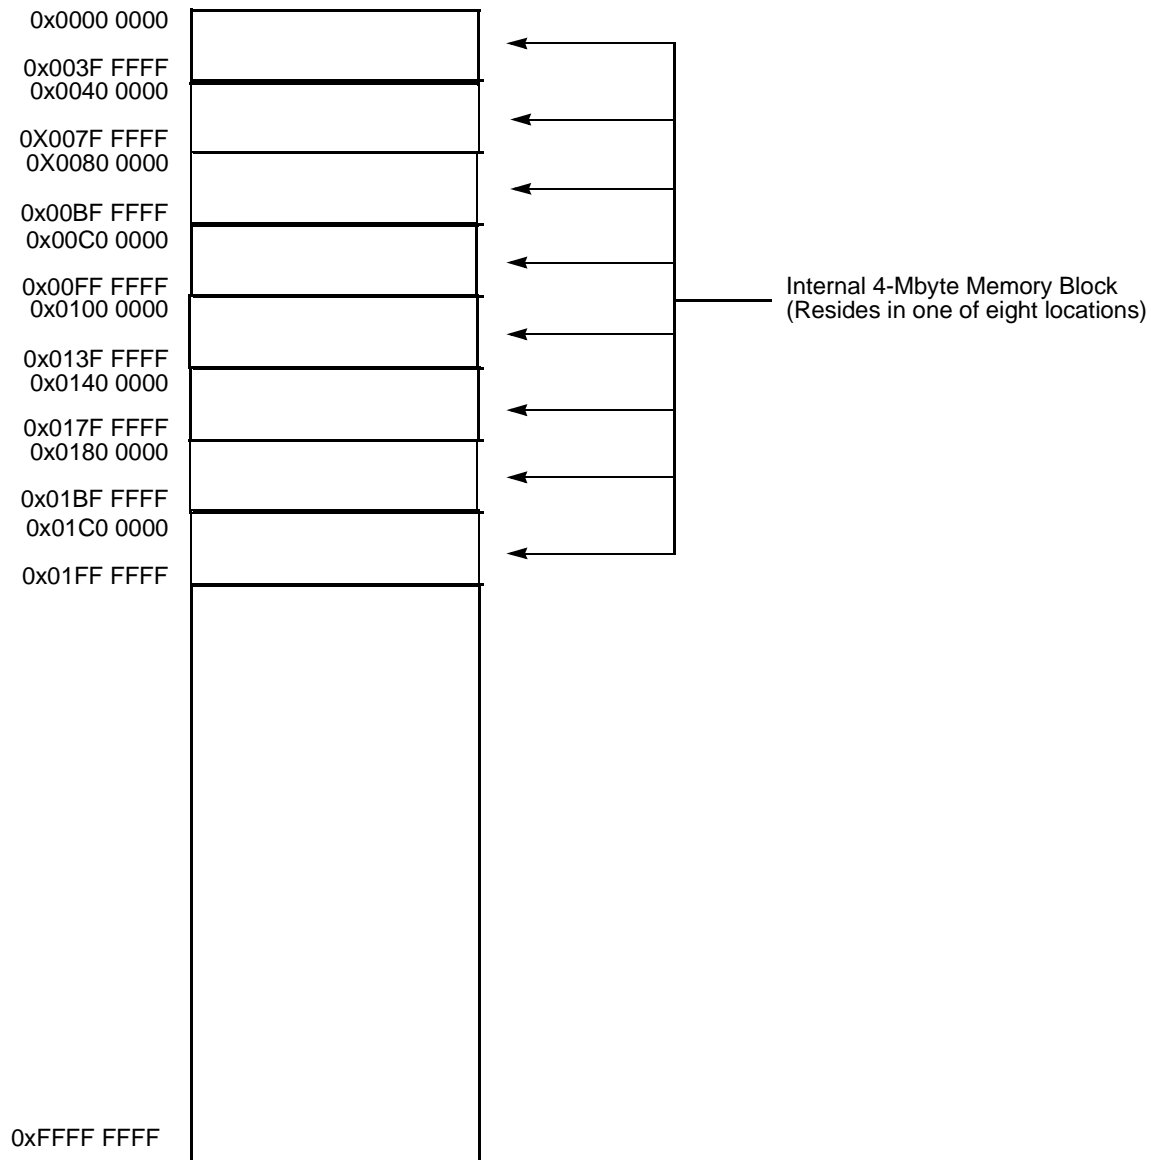 0x0000 0000
0x003F FFFF
0x0040 0000
0X007F FFFF
0X0080 0000
0x00BF FFFF
0x00C0 0000
0x00FF FFFF
0x0100 0000
0x013F FFFF
0x0140 0000
0x017F FFFF
0x0180 0000
0x01BF FFFF
0x01C0 0000
0x01FF FFFF
0xFFFF FFFF
Internal 4-Mbyte Memory Block
(Resides in one of eight locations)